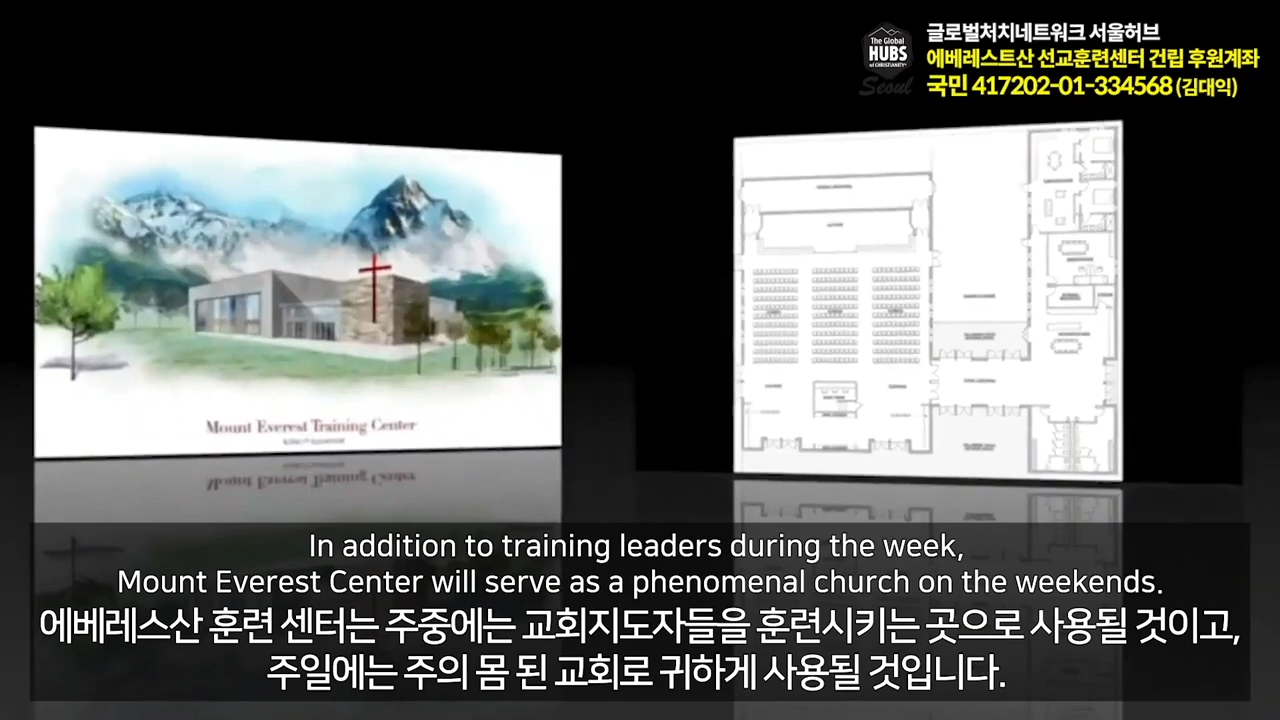 The Global
HUBS
of CHRISTIANITY
Seoul
글로벌처치네트워크 서울허브
에베레스트산 선교훈련센터 건립 후원계좌
국민 417202-01-334568 (김대익)
Mount Everest Training Center
In addition to training leaders during the week,
Mount Everest Center will serve as a phenomenal church on the weekends.
에베레스산 훈련 센터는 주중에는 교회지도자들을 훈련시키는 곳으로 사용될 것이고,
주일에는 주의 몸 된 교회로 귀하게 사용될 것입니다.